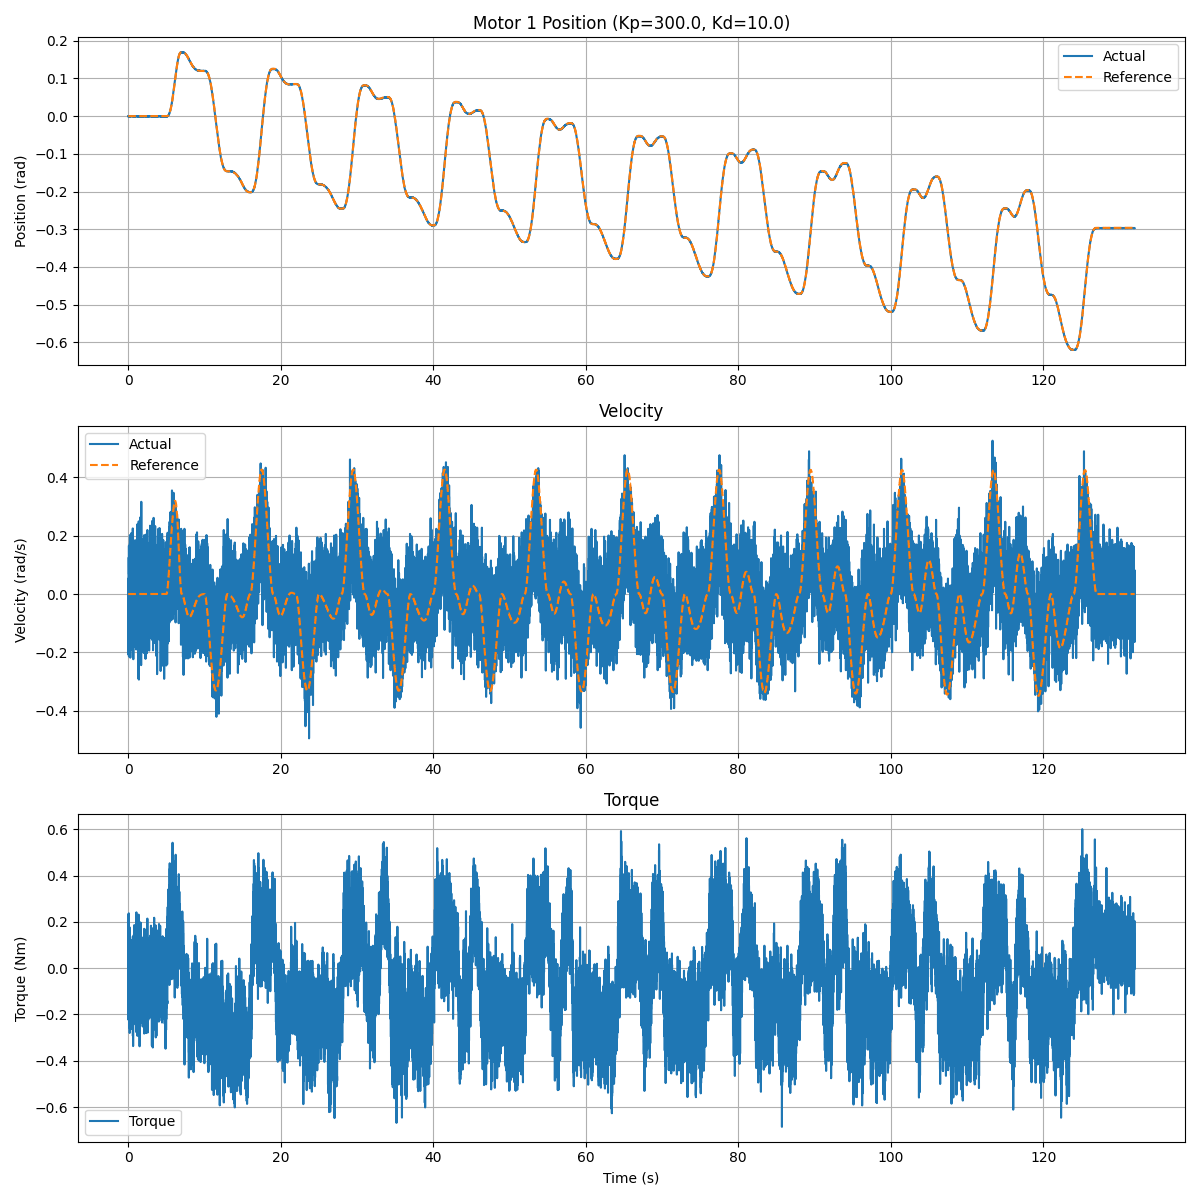 Motor 1 Position (Kp=300.0, Kd=10.0)
Position (rad)
0.2
0.1
0.0
−0.1
−0.2
−0.3
−0.4
−0.5
−0.6
Actual
Reference
0 20 40 60 80 100 120
Velocity
Velocity (rad/s)
0.4
0.2
0.0
−0.2
−0.4
Actual
Reference
0 20 40 60 80 100 120
Torque
Torque (Nm)
0.6
0.4
0.2
0.0
−0.2
−0.4
−0.6
Torque
0 20 40 60 80 100 120
Time (s)